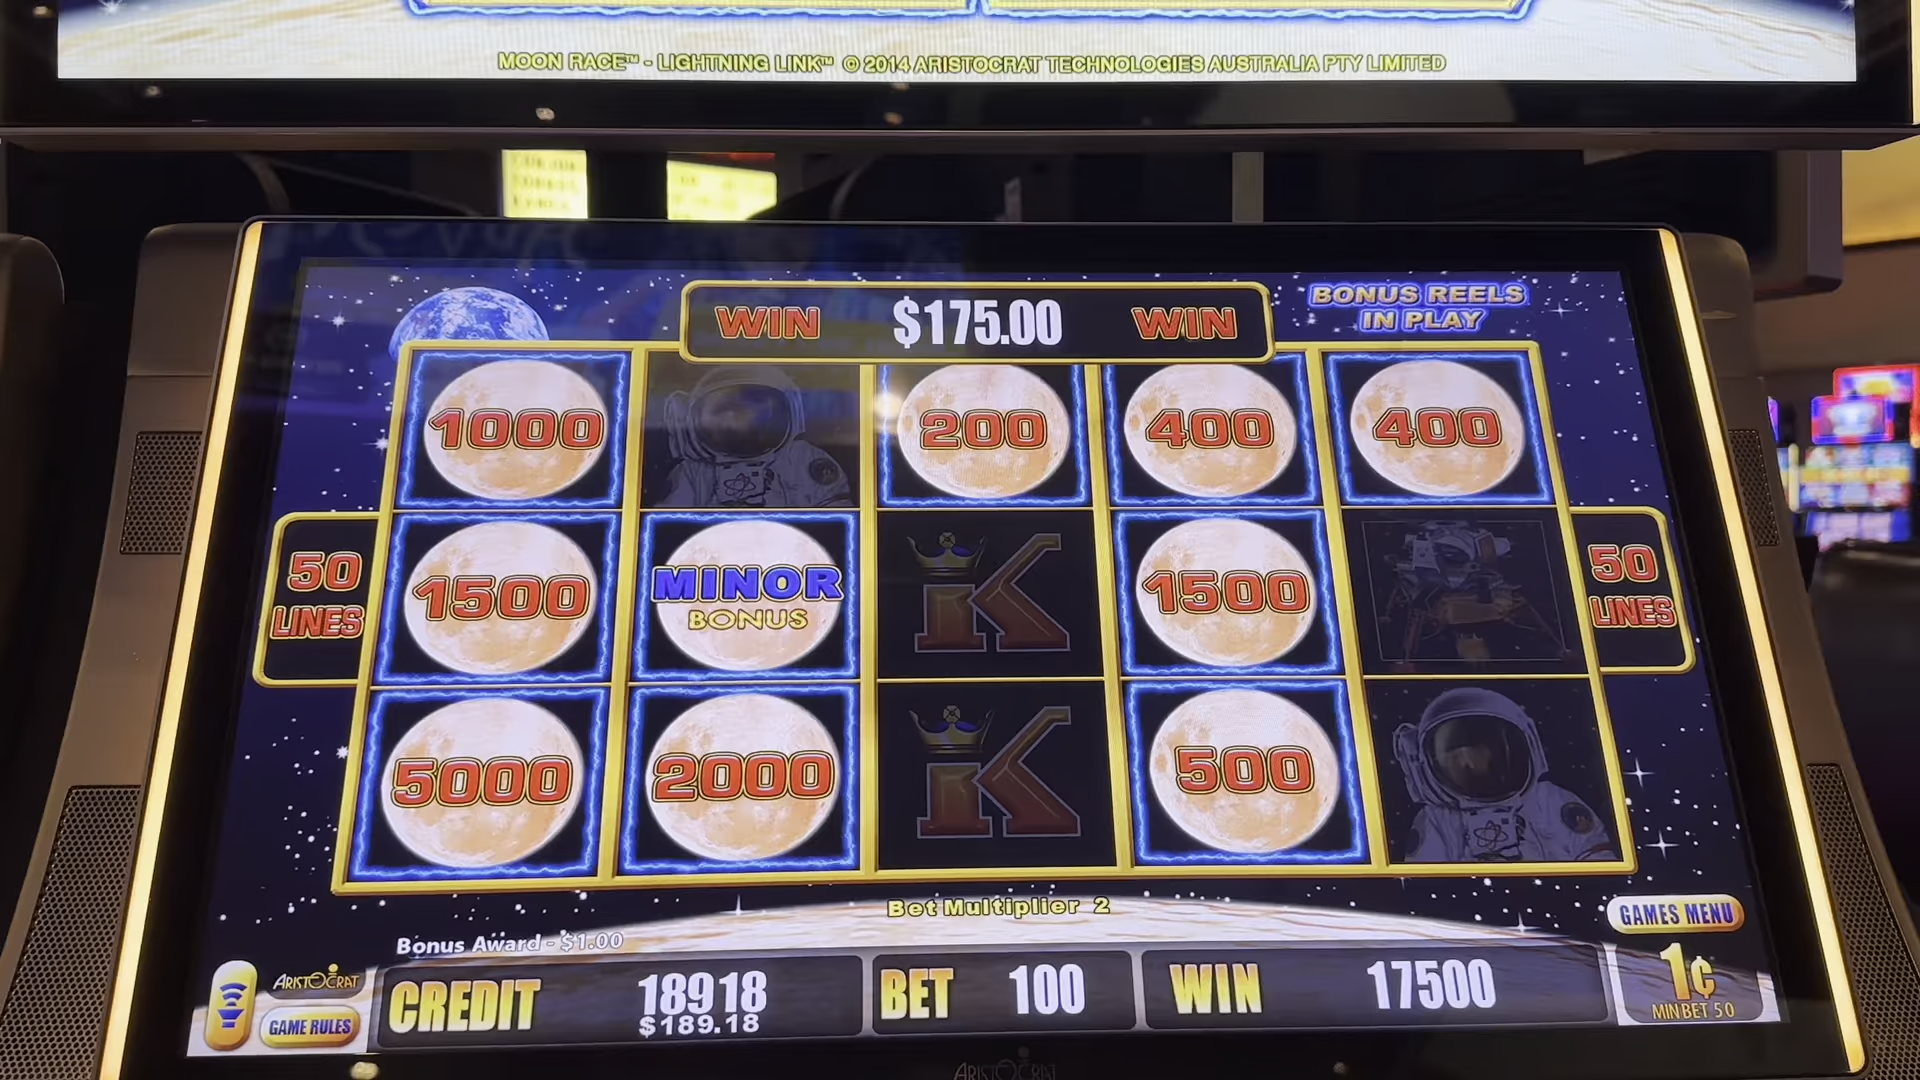 MOON RACE™ - LIGHTNING LINK™ © 2014 ARISTOCRAT TECHNOLOGIES AUSTRALIA PTY LIMITED
WIN $175.00 WIN
BONUS REELS
IN PLAY
1000 200 400 400
50
LINES
1500 MINOR
BONUS
K
1500
50
LINES
5000 2000 K 500
Bet Multiplier 2
GAMES MENU
Bonus Award - $1.00
ARISTOCRAT
GAME RULES
CREDIT 18918
$189.18
BET 100
WIN 17500
1¢
MIN BET 50
ARISTOCRAT